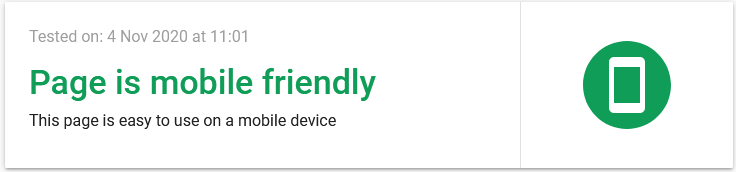 Tested on: 4 Nov 2020 at 11:01
Page is mobile friendly
This page is easy to use on a mobile device